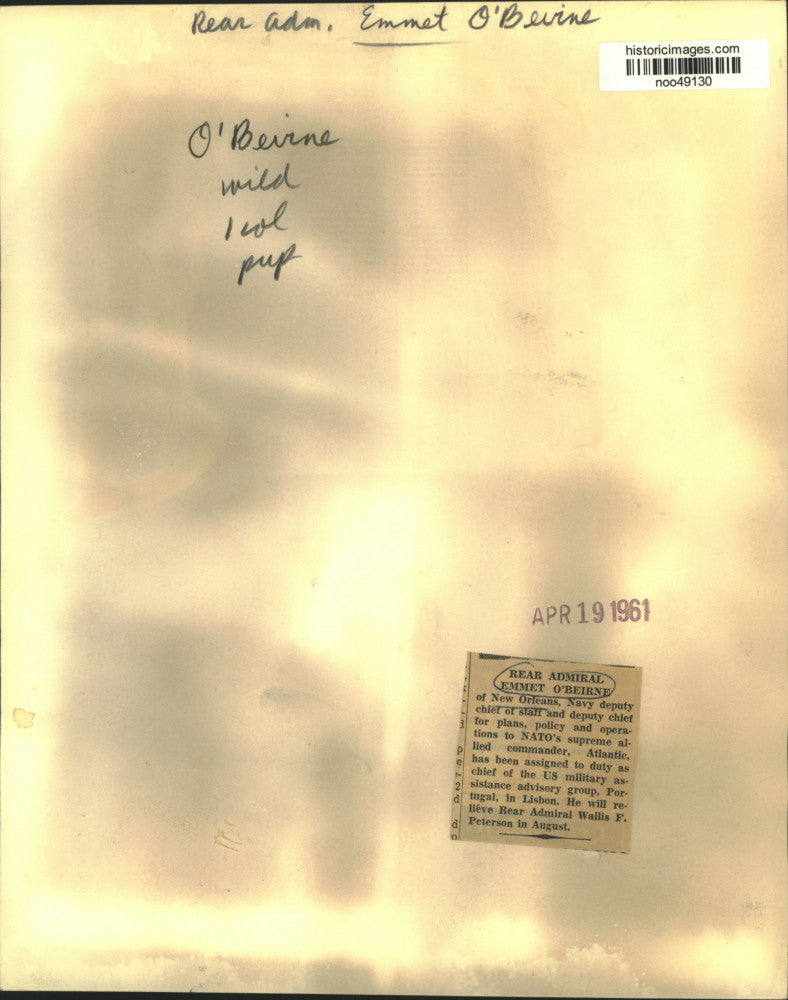 Rear adm. Emmet O'Beirne
historicimages.com
noo49130
O'Beirne
wild
1 col
pup
APR 19 1961
REAR ADMIRAL
EMMET O'BEIRNE
of New Orleans, Navy deputy
chief of staff and deputy chief
for plans, policy and opera-
tions to NATO's supreme al-
lied commander, Atlantic,
has been assigned to duty as
chief of the US military as-
sistance advisory group, Por-
tugal, in Lisbon. He will re-
lieve Rear Admiral Wallis F.
Peterson in August.